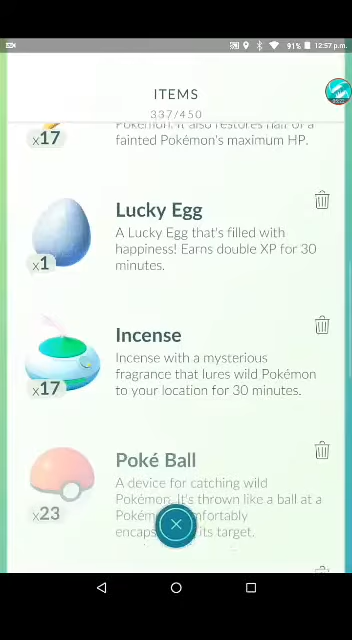 91% 12:57 p.m.
ITEMS
337/450
Pokémon. It also restores half of a
fainted Pokémon's maximum HP.
x17
Lucky Egg
A Lucky Egg that's filled with
happiness! Earns double XP for 30
minutes.
x1
Incense
Incense with a mysterious
fragrance that lures wild Pokémon
to your location for 30 minutes.
x17
Poké Ball
A device for catching wild
Pokémon. It's thrown like a ball at a
Pokém mfortably
encaps its target.
x23